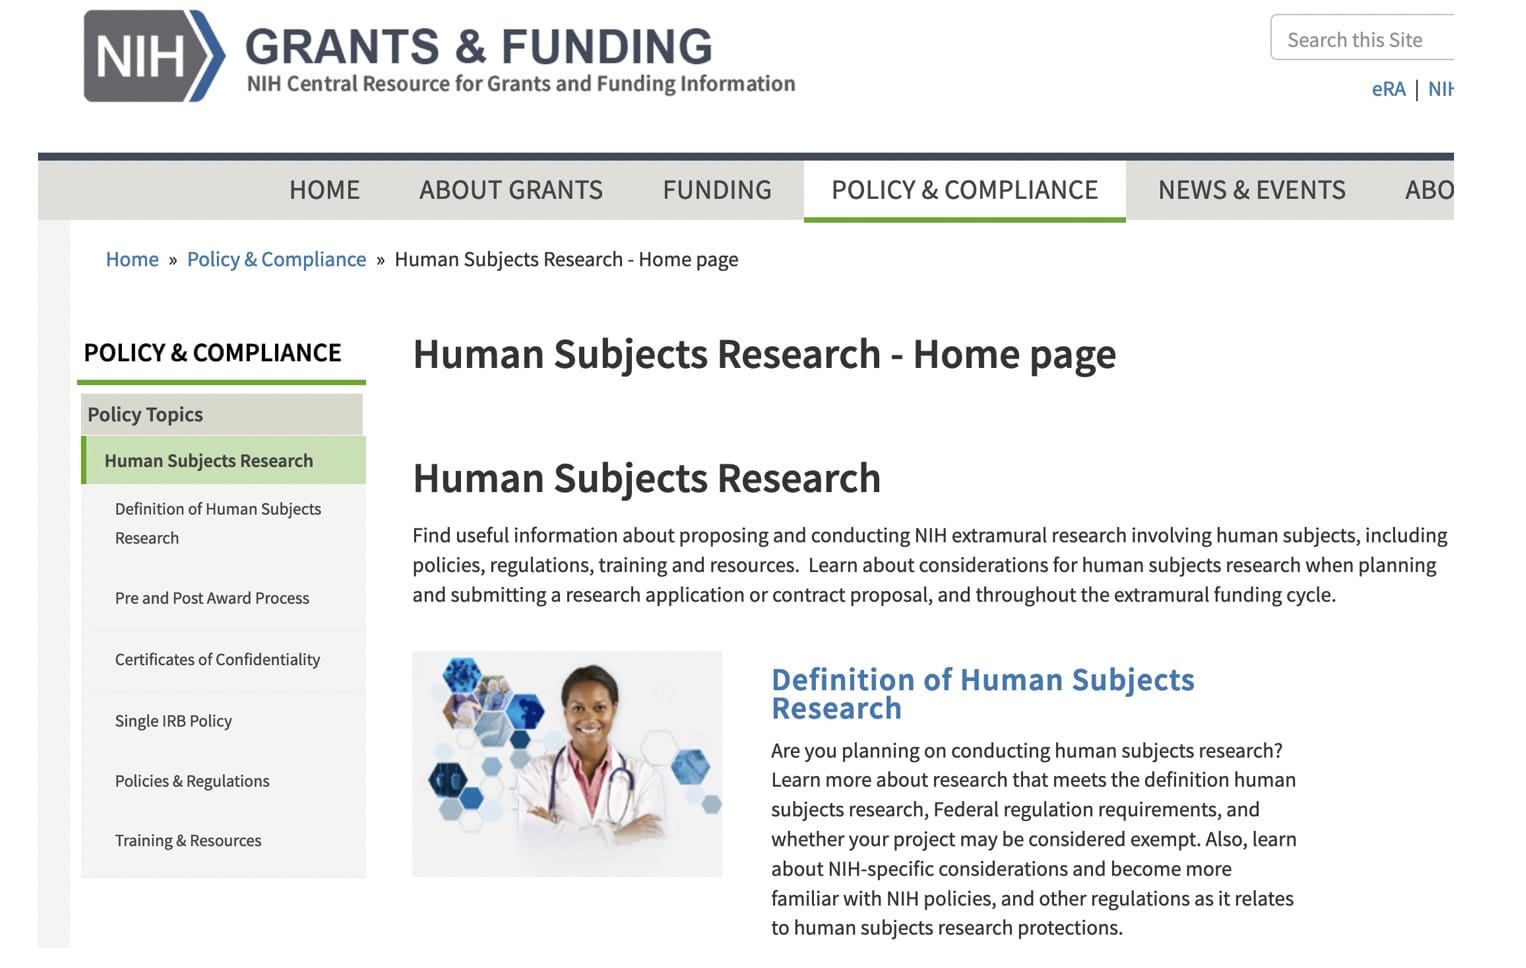 NIH
GRANTS & FUNDING
NIH Central Resource for Grants and Funding Information
Search this Site
eRA | NIH
HOME
ABOUT GRANTS
FUNDING
POLICY & COMPLIANCE
NEWS & EVENTS
ABO
Home » Policy & Compliance » Human Subjects Research - Home page
POLICY & COMPLIANCE
Policy Topics
Human Subjects Research
Definition of Human Subjects
Research
Pre and Post Award Process
Certificates of Confidentiality
Single IRB Policy
Policies & Regulations
Training & Resources
Human Subjects Research - Home page
Human Subjects Research
Find useful information about proposing and conducting NIH extramural research involving human subjects, including
policies, regulations, training and resources.  Learn about considerations for human subjects research when planning
and submitting a research application or contract proposal, and throughout the extramural funding cycle.
Definition of Human Subjects
Research
Are you planning on conducting human subjects research?
Learn more about research that meets the definition human
subjects research, Federal regulation requirements, and
whether your project may be considered exempt. Also, learn
about NIH-specific considerations and become more
familiar with NIH policies, and other regulations as it relates
to human subjects research protections.